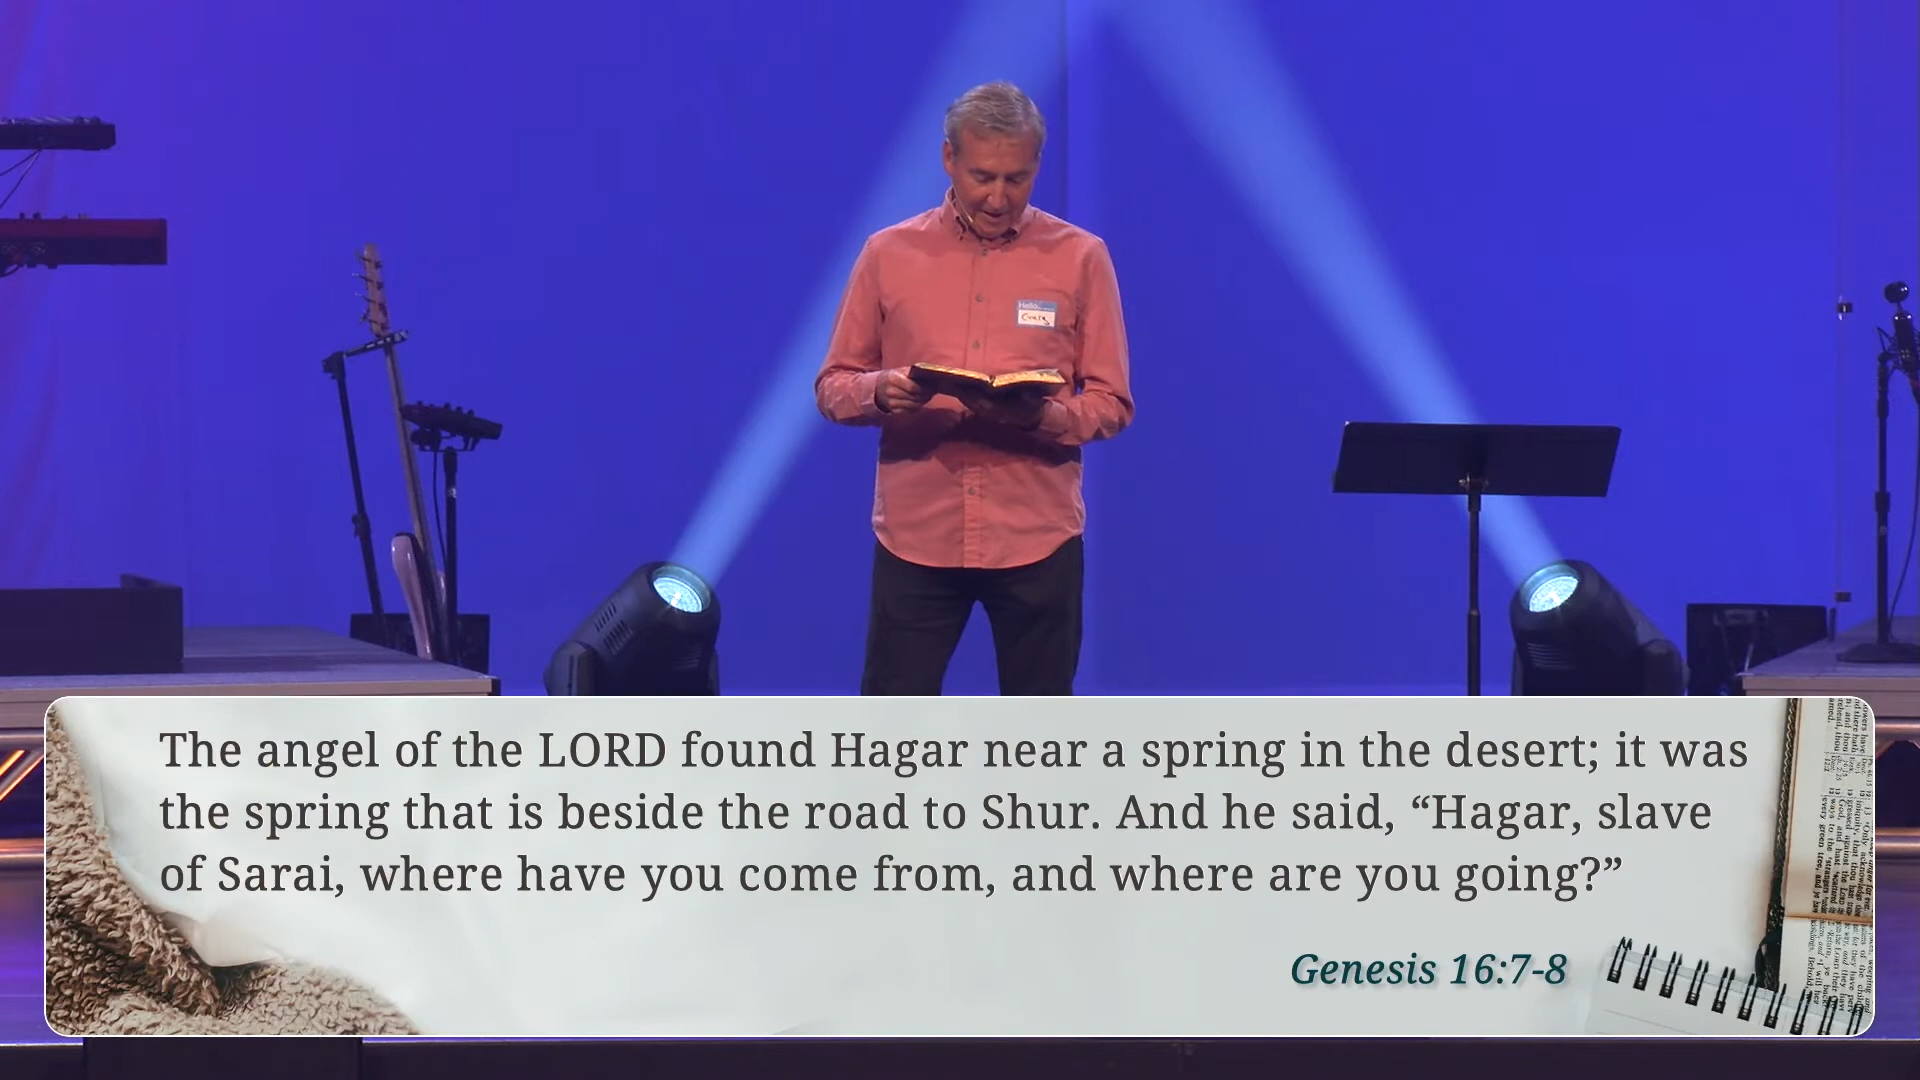 Hello
Craig
The angel of the LORD found Hagar near a spring in the desert; it was
the spring that is beside the road to Shur. And he said, “Hagar, slave
of Sarai, where have you come from, and where are you going?”
Genesis 16:7-8